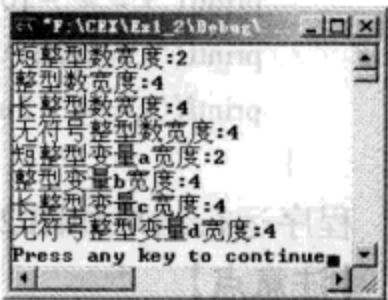 "F:\CEX\Ex1_2\Debug\
短整型数宽度:2
整型数宽度:4
长整型数宽度:4
无符号整型数宽度:4
短整型变量a宽度:2
整型变量b宽度:4
长整型变量c宽度:4
无符号整型变量d宽度:4
Press any key to continue